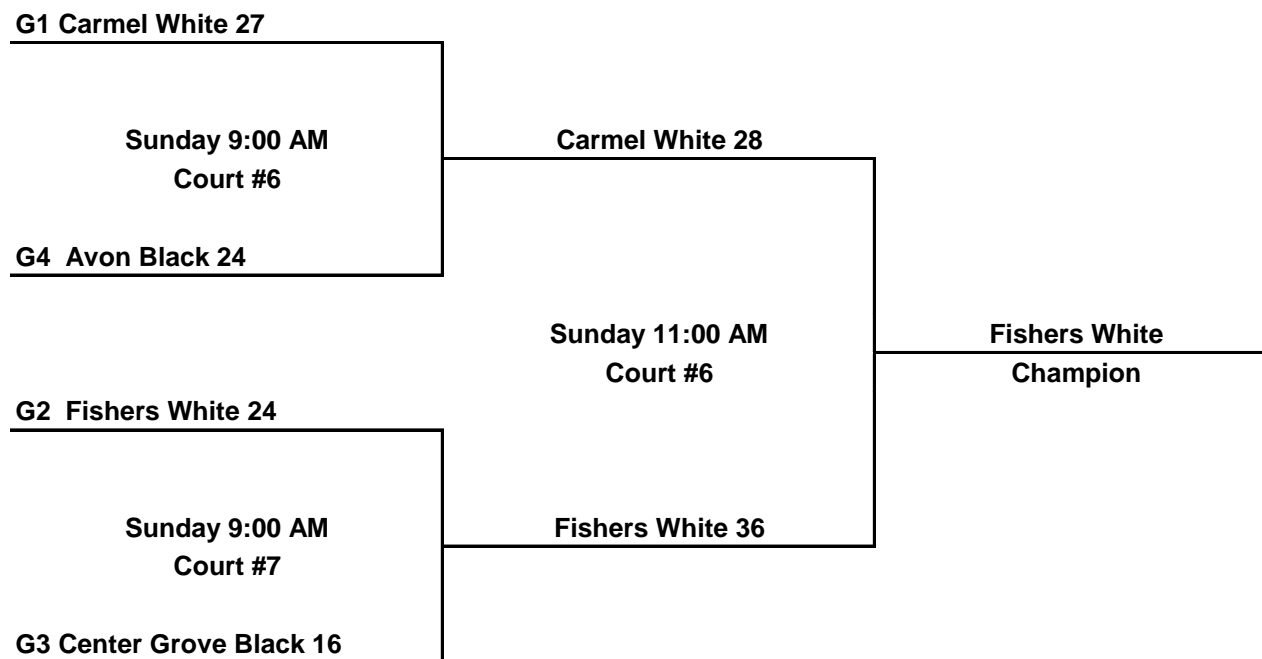 G1 Carmel White 27
Sunday 9:00 AM
Court #6
Carmel White 28
G4  Avon Black 24
Sunday 11:00 AM
Court #6
Fishers White
Champion
G2  Fishers White 24
Sunday 9:00 AM
Court #7
Fishers White 36
G3 Center Grove Black 16